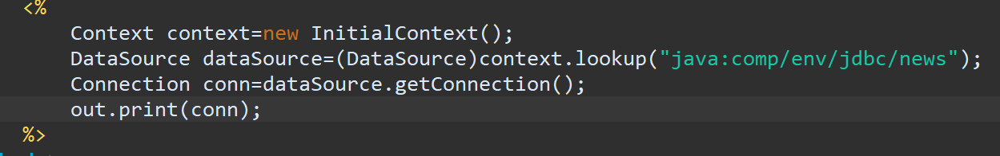 <%
Context context=new InitialContext();
DataSource dataSource=(DataSource)context.lookup("java:comp/env/jdbc/news");
Connection conn=dataSource.getConnection();
out.print(conn);
%>